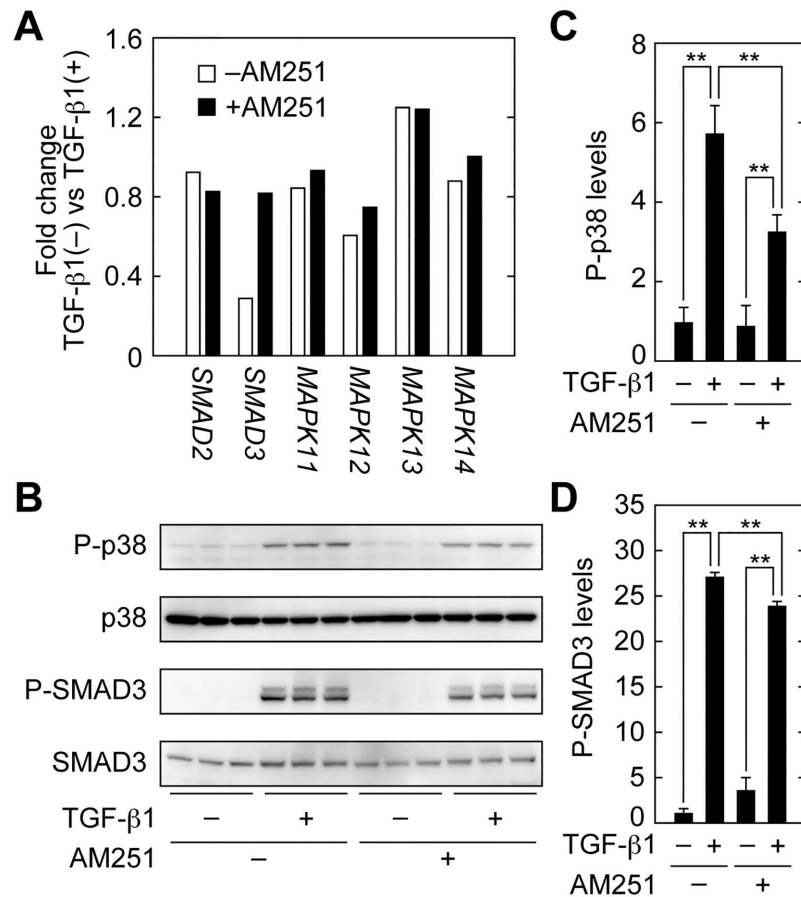 A
Fold change
TGF-β1(–) vs TGF-β1(+)
1.6
1.2
0.8
0.4
0
–AM251
+AM251
SMAD2
SMAD3
MAPK11
MAPK12
MAPK13
MAPK14
B
P-p38
p38
P-SMAD3
SMAD3
TGF-β1
– + – +
AM251
– +
C
P-p38 levels
8
6
4
2
0
** **
**
TGF-β1 – + – +
AM251 – +
D
P-SMAD3 levels
35
30
25
20
15
10
5
0
** **
**
TGF-β1 – + – +
AM251 – +